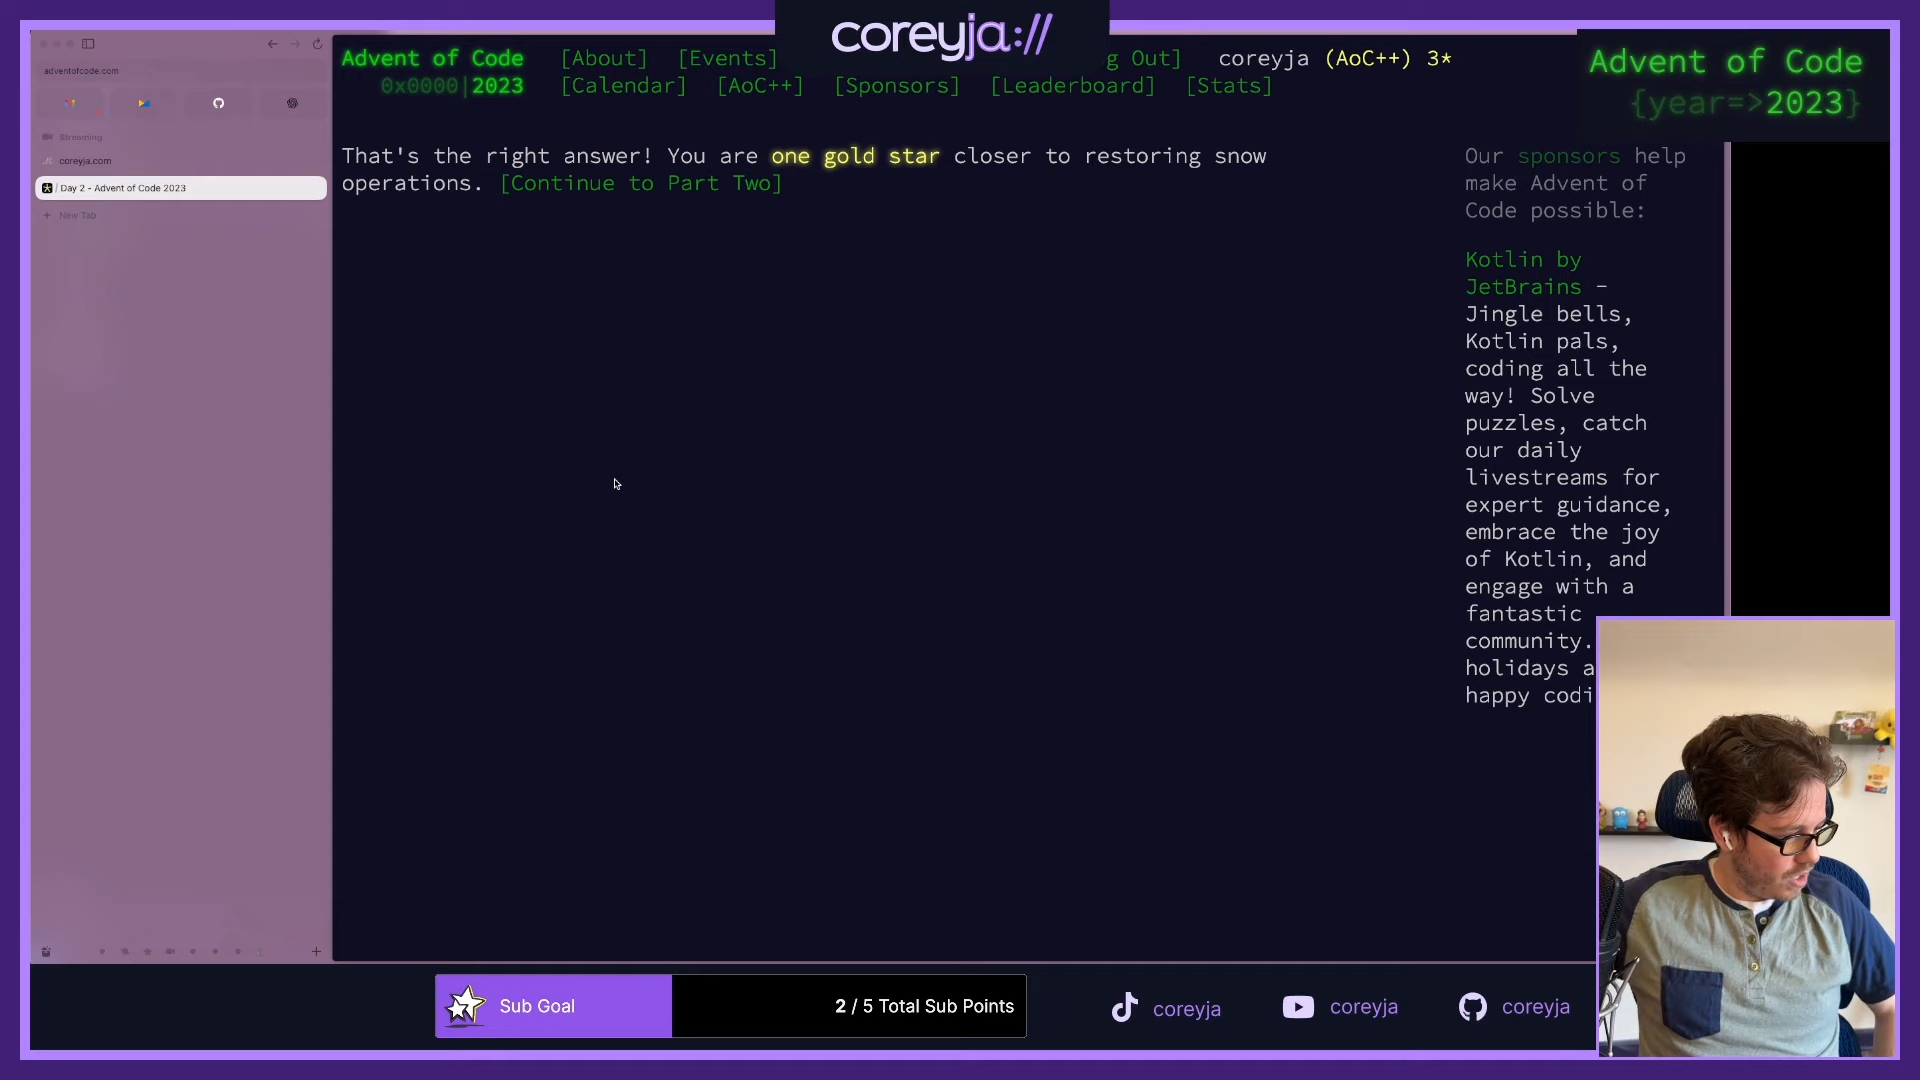 coreyja://
adventofcode.com
Streaming
coreyja.com
Day 2 - Advent of Code 2023
New Tab
Advent of Code [About] [Events] g Out] coreyja (AoC++) 3*
0x0000|2023 [Calendar] [AoC++] [Sponsors] [Leaderboard] [Stats]
Advent of Code
{year=>2023}
That's the right answer! You are one gold star closer to restoring snow
operations. [Continue to Part Two]
Our sponsors help
make Advent of
Code possible:
Kotlin by
JetBrains -
Jingle bells,
Kotlin pals,
coding all the
way! Solve
puzzles, catch
our daily
livestreams for
expert guidance,
embrace the joy
of Kotlin, and
engage with a
fantastic
community.
holidays a
happy codi
Sub Goal
2 / 5 Total Sub Points
coreyja
coreyja
coreyja